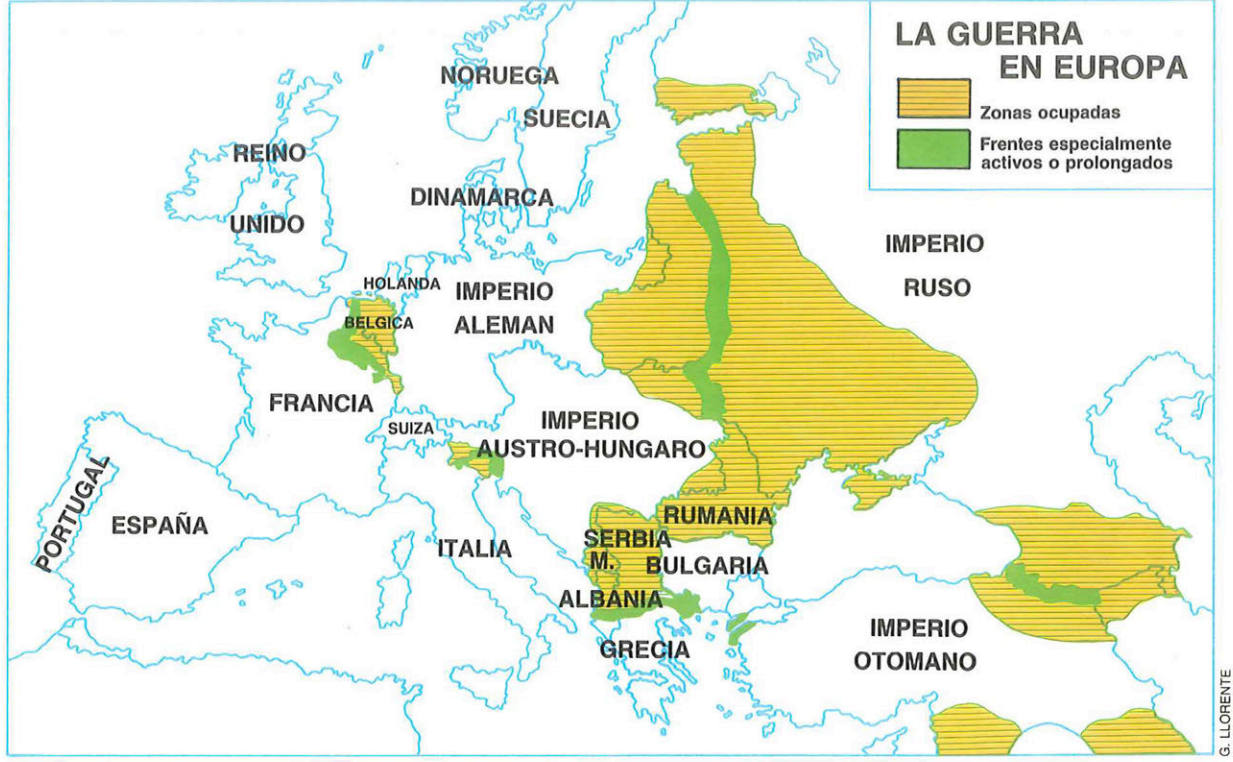 LA GUERRA
EN EUROPA
Zonas ocupadas
Frentes especialmente
activos o prolongados
NORUEGA
SUECIA
REINO
UNIDO
DINAMARCA
IMPERIO
RUSO
HOLANDA
IMPERIO
ALEMAN
BELGICA
FRANCIA
SUIZA
IMPERIO
AUSTRO-HUNGARO
PORTUGAL
ESPAÑA
ITALIA
RUMANIA
SERBIA
M.
BULGARIA
ALBANIA
GRECIA
IMPERIO
OTOMANO
G. LLORENTE